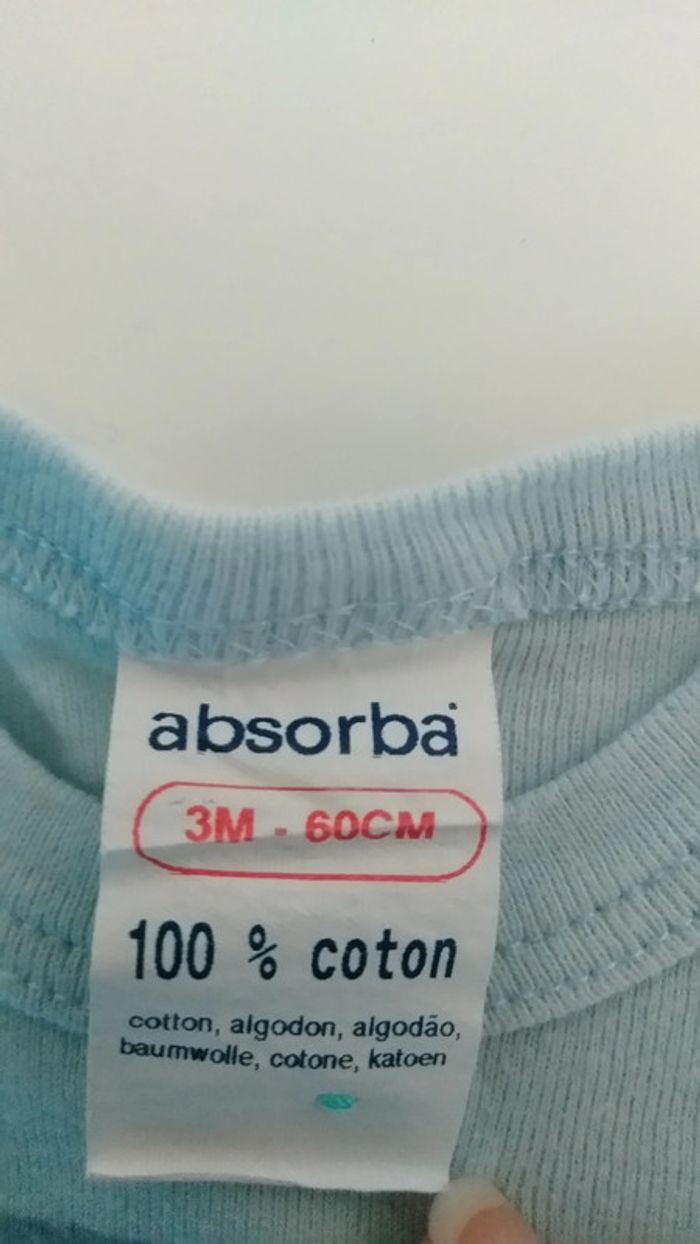 absorba
3M - 60CM
100 % coton
cotton, algodon, algodão,
baumwolle, cotone, katoen